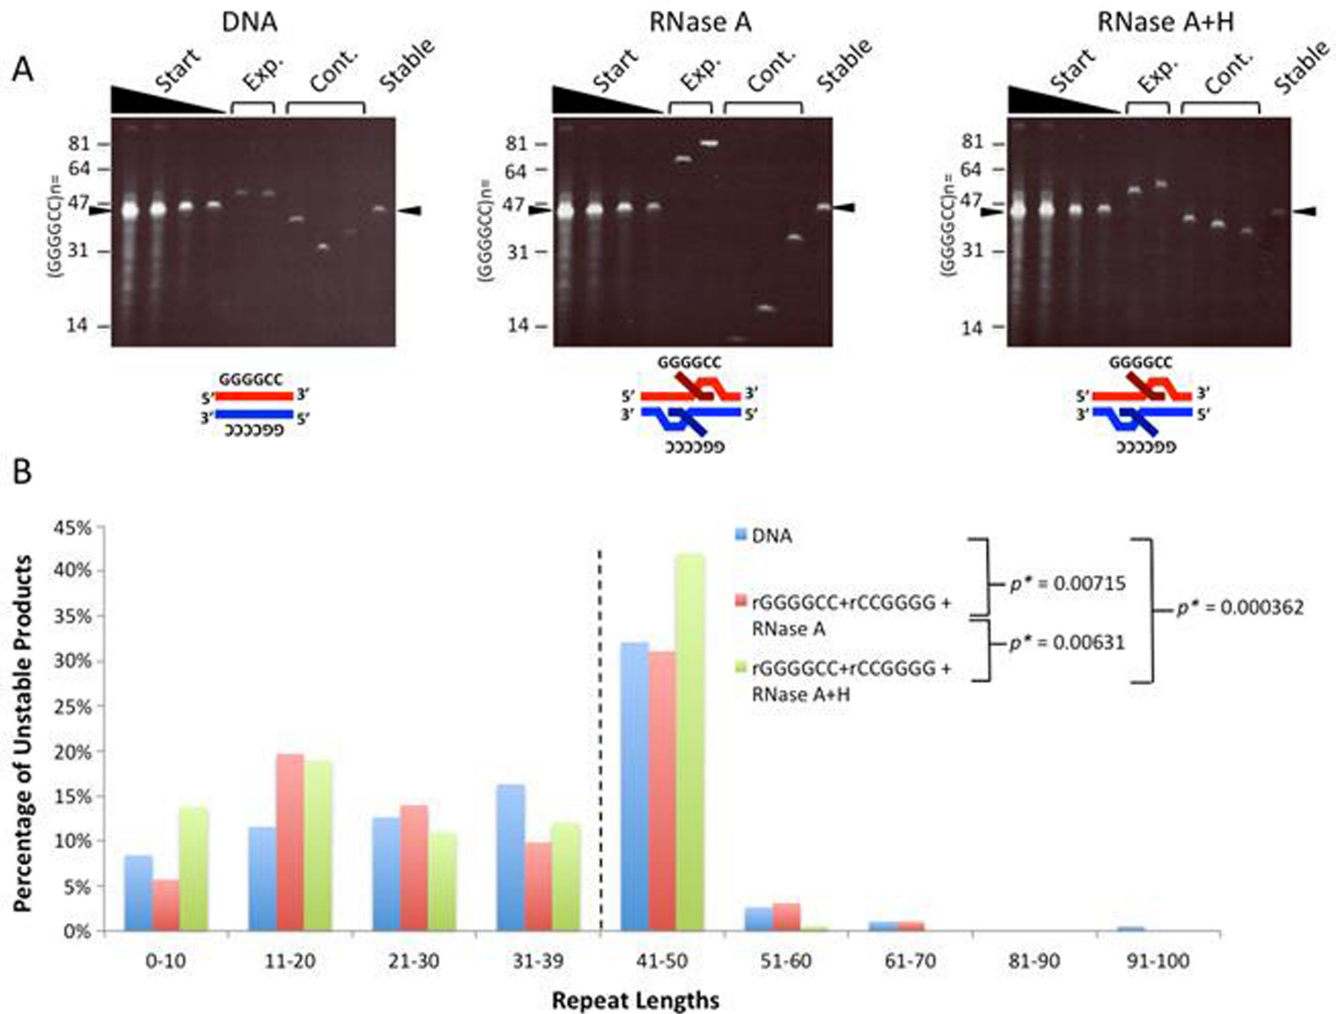 DNA
RNase A
RNase A+H
A
Start
Exp.
Cont.
Stable
Start
Exp.
Cont.
Stable
Start
Exp.
Cont.
Stable
(GGGGCC)n=
81
64
47
31
14
(GGGGCC)n=
81
64
47
31
14
(GGGGCC)n=
81
64
47
31
14
GGGGCC
5' 3'
3' 5'
CCCCGG
GGGGCC
5' 3'
3' 5'
CCCCGG
GGGGCC
5' 3'
3' 5'
CCCCGG
B
Percentage of Unstable Products
45%
40%
35%
30%
25%
20%
15%
10%
5%
0%
DNA
rGGGGCC+rCCGGGG +
RNase A
rGGGGCC+rCCGGGG +
RNase A+H
p* = 0.00715
p* = 0.00631
p* = 0.000362
0-10 11-20 21-30 31-39 41-50 51-60 61-70 81-90 91-100
Repeat Lengths